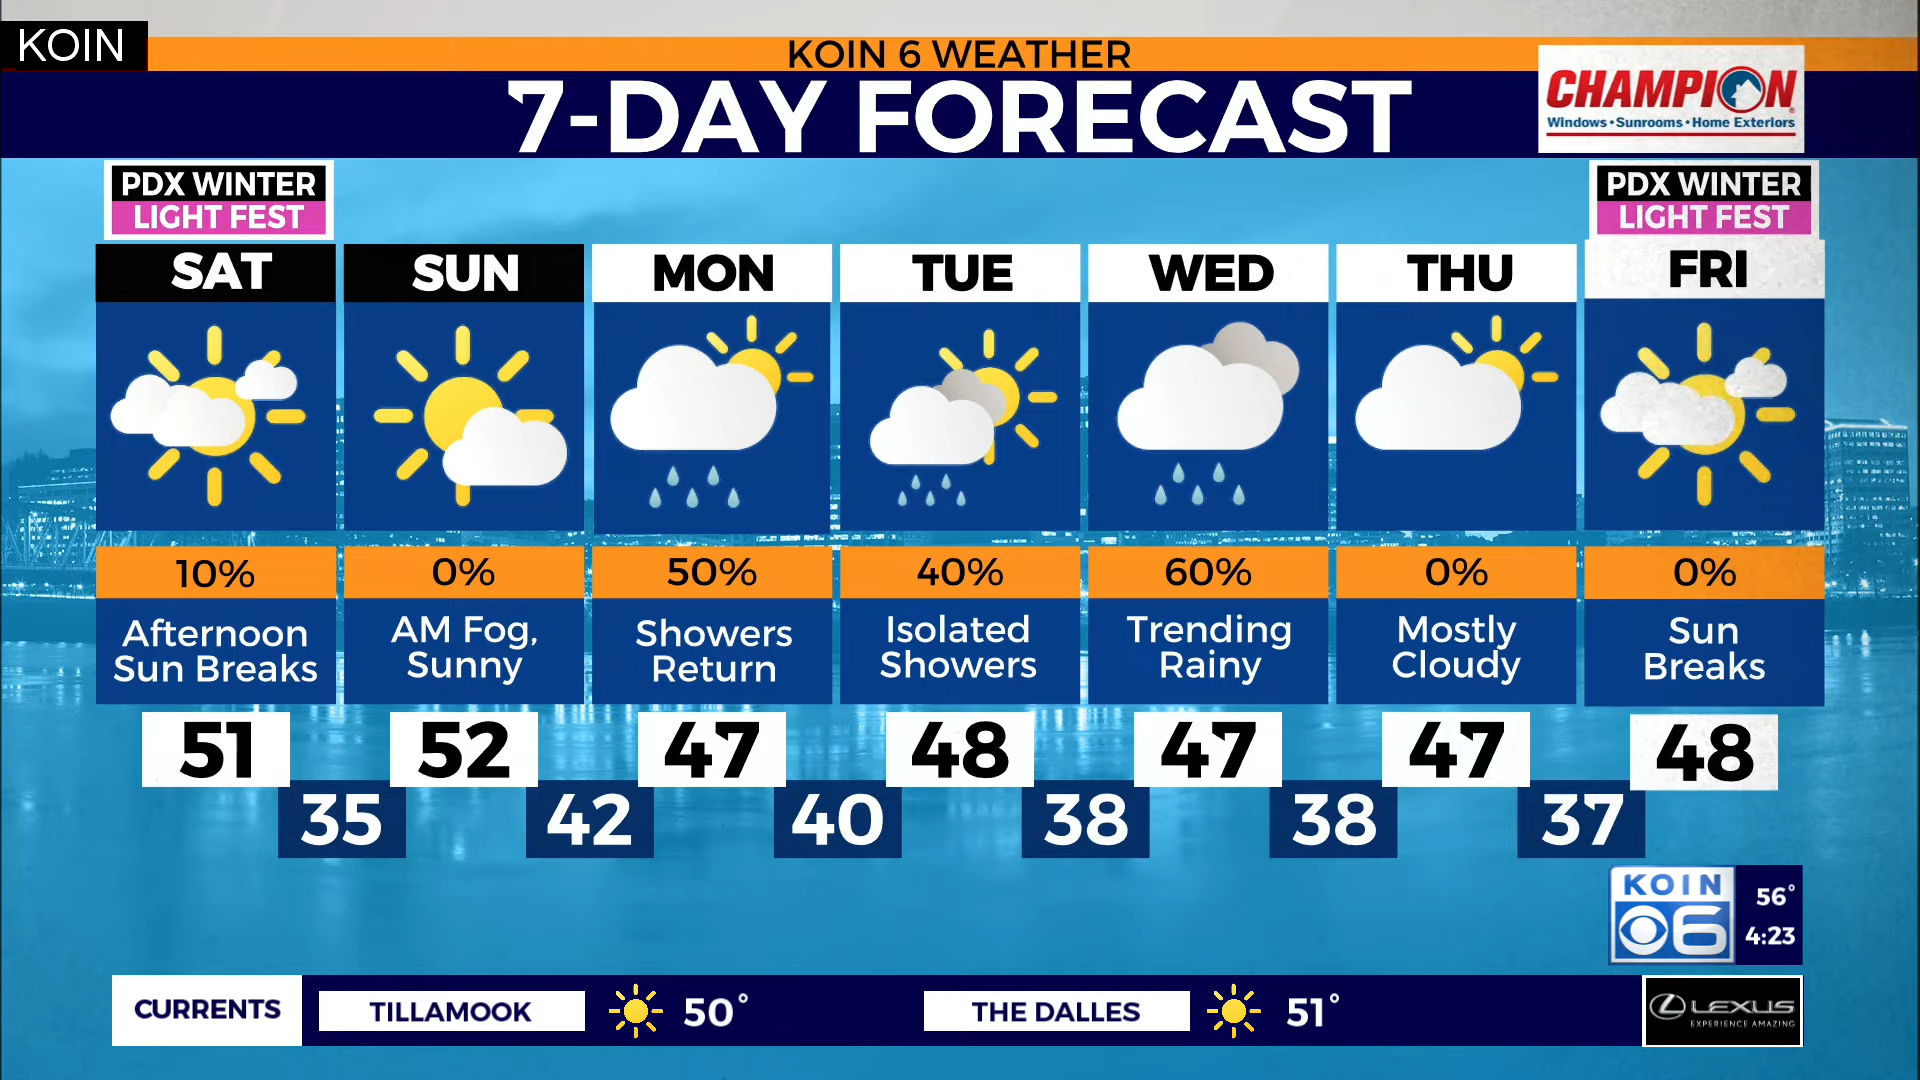 KOIN
KOIN 6 WEATHER
7-DAY FORECAST
CHAMPION
Windows • Sunrooms • Home Exteriors
PDX WINTER
LIGHT FEST
PDX WINTER
LIGHT FEST
SAT SUN MON TUE WED THU FRI
10% 0% 50% 40% 60% 0% 0%
Afternoon
Sun Breaks
AM Fog,
Sunny
Showers
Return
Isolated
Showers
Trending
Rainy
Mostly
Cloudy
Sun
Breaks
51 52 47 48 47 47 48
35 42 40 38 38 37
KOIN
6
56°
4:23
CURRENTS TILLAMOOK 50° THE DALLES 51°
LEXUS
EXPERIENCE AMAZING